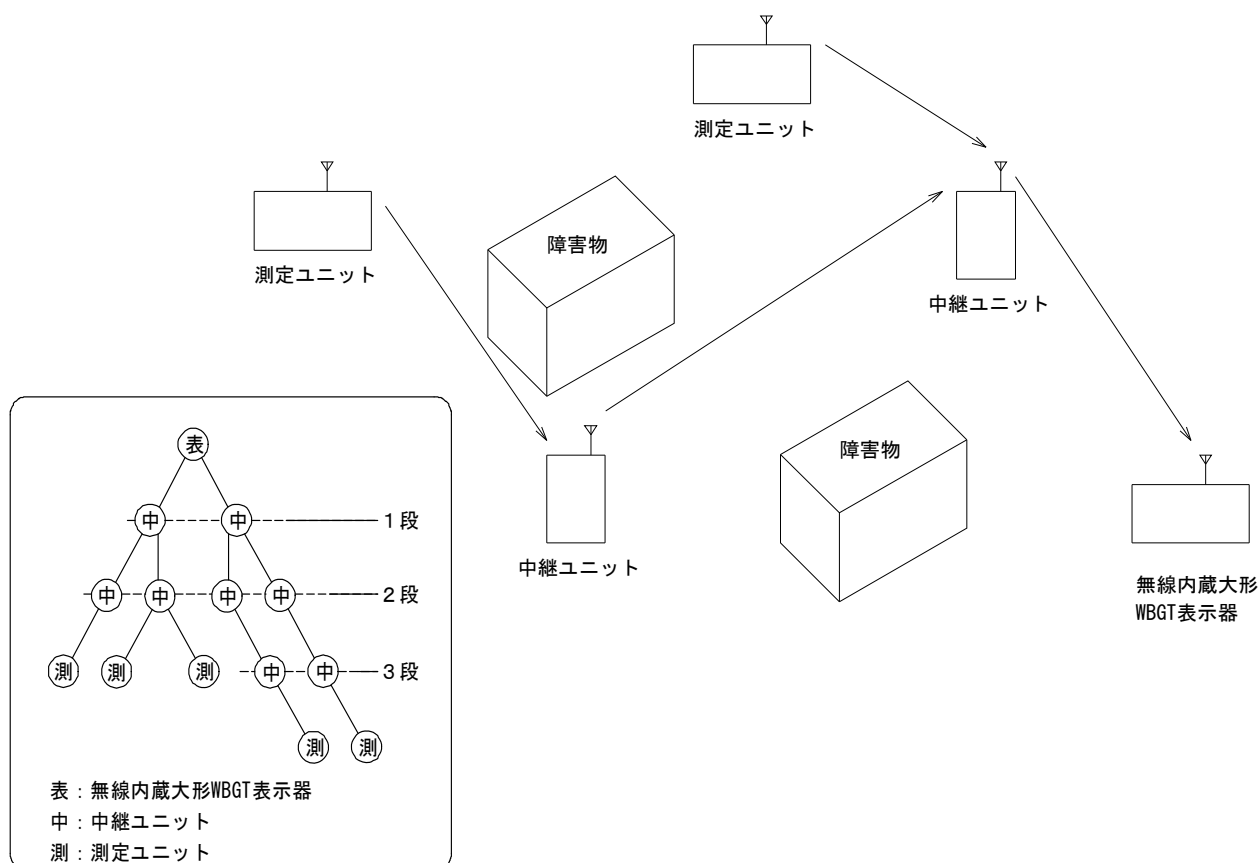 測定ユニット
測定ユニット
障害物
中継ユニット
障害物
中継ユニット
無線内蔵大形
WBGT表示器
表
中 中 1段
中 中 中 中 2段
測 測 測 中 中 3段
測 測
表：無線内蔵大形WBGT表示器
中：中継ユニット
測：測定ユニット